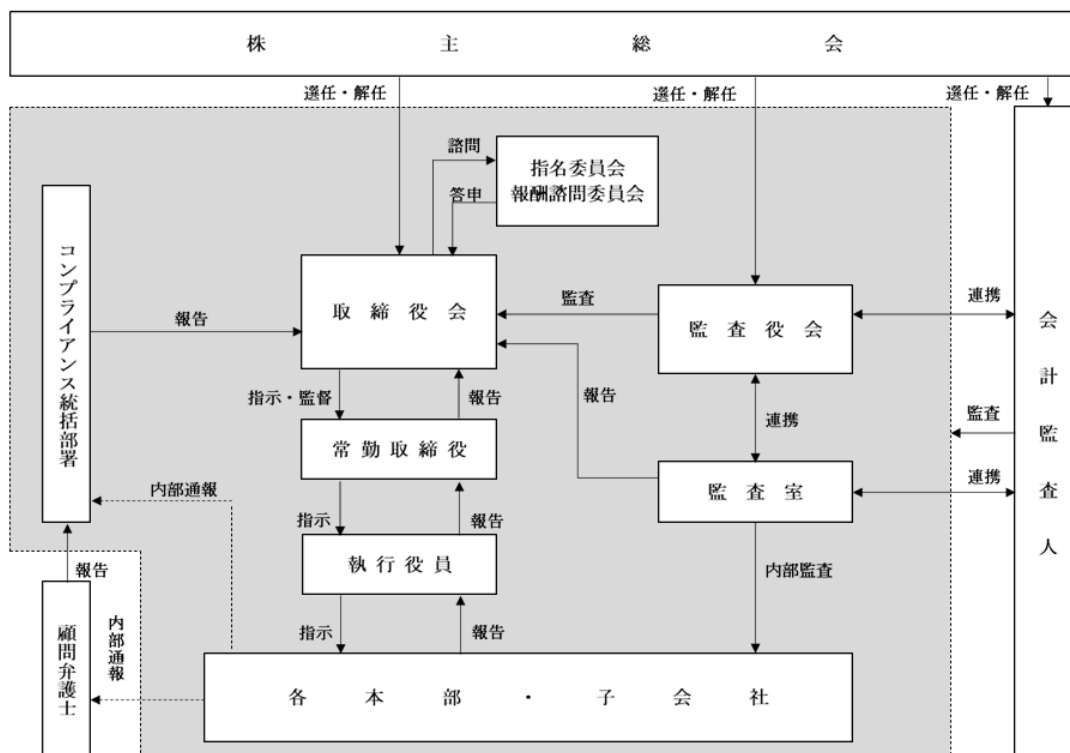 株主総会
選任・解任
選任・解任
選任・解任
諮問
指名委員会
報酬諮問委員会
答申
コンプライアンス統括部署
取締役会
監査
監査役会
連携
会計監査人
報告
指示・監督
報告
報告
連携
監査
常勤取締役
内部通報
監査室
連携
指示
報告
執行役員
報告
内部監査
顧問弁護士
内部通報
指示
報告
各本部・子会社